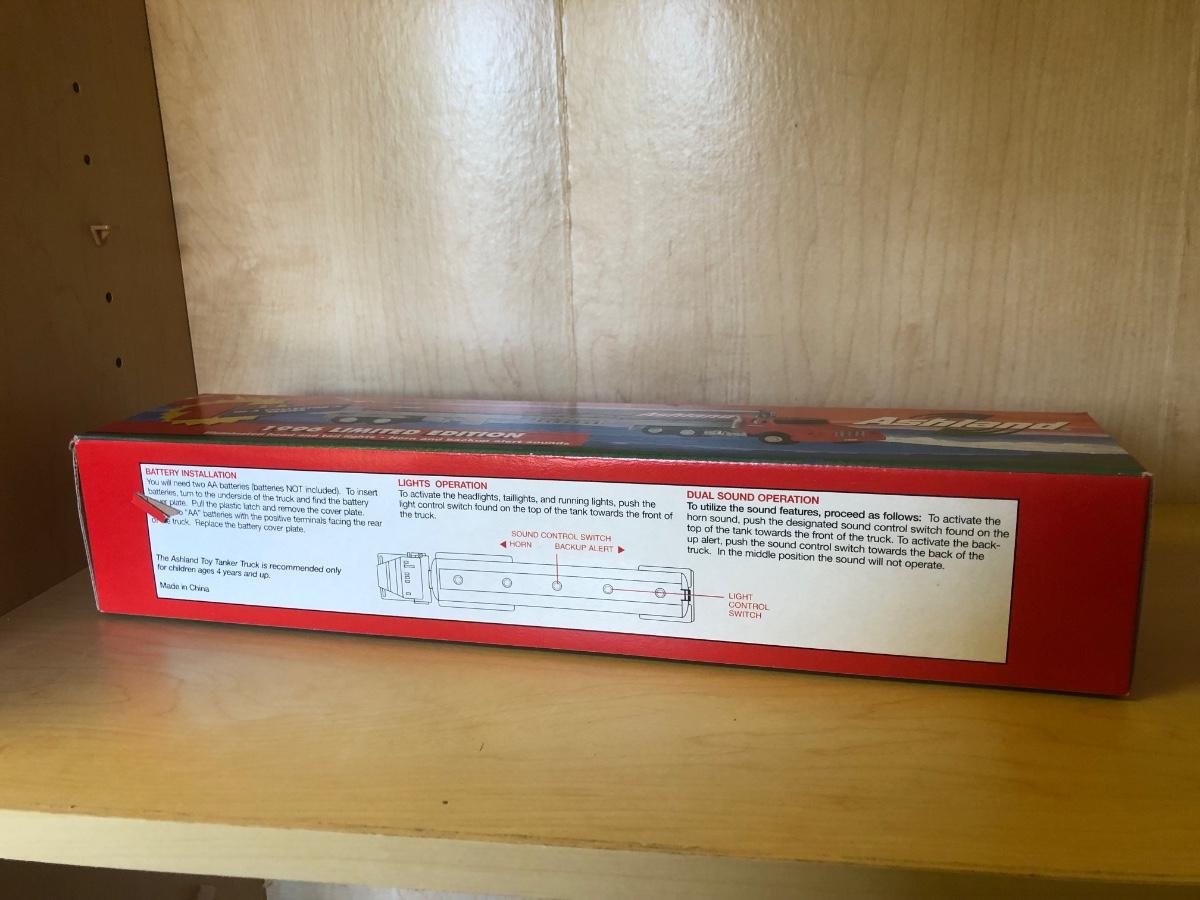 Ashland
Ashland
1996 LIMITED EDITION
BATTERY INSTALLATION
You will need two AA batteries (batteries NOT included). To insert
batteries, turn to the underside of the truck and find the battery
plate. Pull the plastic latch and remove the cover plate.
"AA" batteries with the positive terminals facing the rear
of truck. Replace the battery cover plate.
The Ashland Toy Tanker Truck is recommended only
for children ages 4 years and up.
Made in China
LIGHTS OPERATION
To activate the headlights, taillights, and running lights, push the
light control switch found on the top of the tank towards the front of
the truck.
SOUND CONTROL SWITCH
◀ HORN BACKUP ALERT ▶
LIGHT
CONTROL
SWITCH
DUAL SOUND OPERATION
To utilize the sound features, proceed as follows: To activate the
horn sound, push the designated sound control switch found on the
top of the tank towards the front of the truck. To activate the back-
up alert, push the sound control switch towards the back of the
truck. In the middle position the sound will not operate.